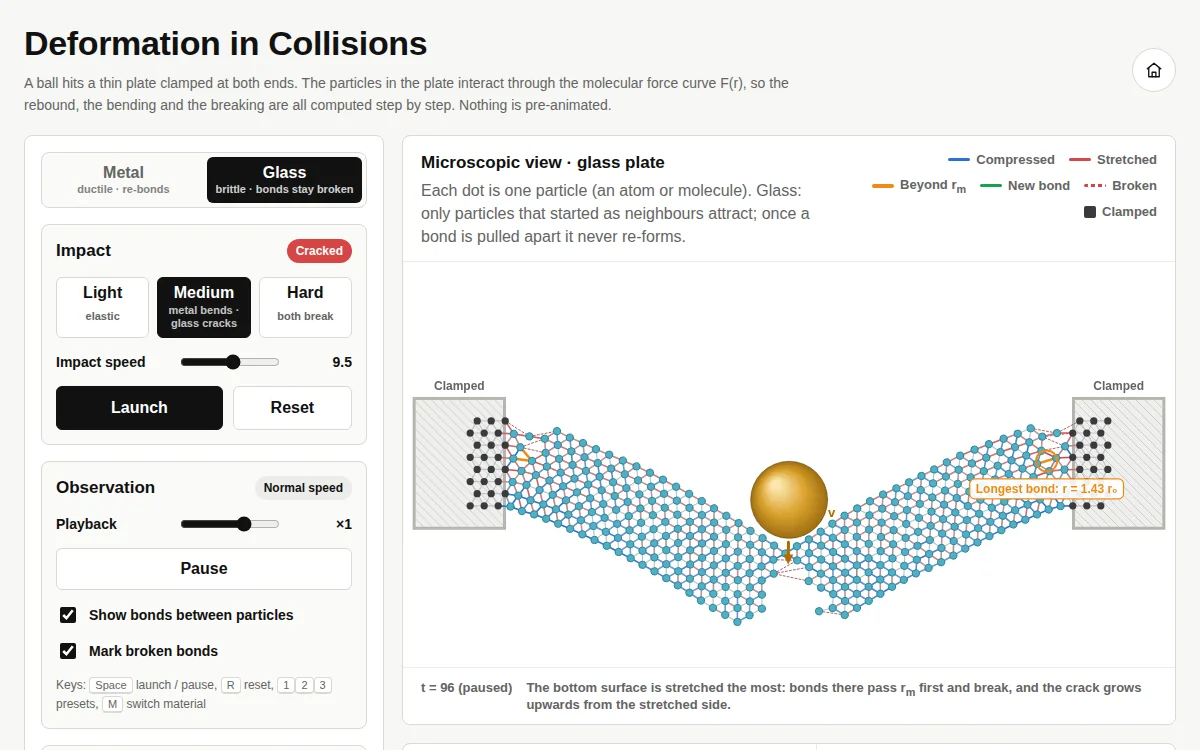 Deformation in Collisions
A ball hits a thin plate clamped at both ends. The particles in the plate interact through the molecular force curve F(r), so the
rebound, the bending and the breaking are all computed step by step. Nothing is pre-animated.
Metal
ductile · re-bonds
Glass
brittle · bonds stay broken
Impact
Cracked
Light
elastic
Medium
metal bends ·
glass cracks
Hard
both break
Impact speed
9.5
Launch
Reset
Observation
Normal speed
Playback
×1
Pause
Show bonds between particles
Mark broken bonds
Keys: Space launch / pause, R reset, 1 2 3
presets, M switch material
Microscopic view · glass plate
Each dot is one particle (an atom or molecule). Glass:
only particles that started as neighbours attract; once a
bond is pulled apart it never re-forms.
Compressed
Stretched
Beyond rm
New bond
Broken
Clamped
Clamped
Clamped
v
Longest bond: r = 1.43 r₀
t = 96 (paused)
The bottom surface is stretched the most: bonds there pass rm first and break, and the crack grows
upwards from the stretched side.